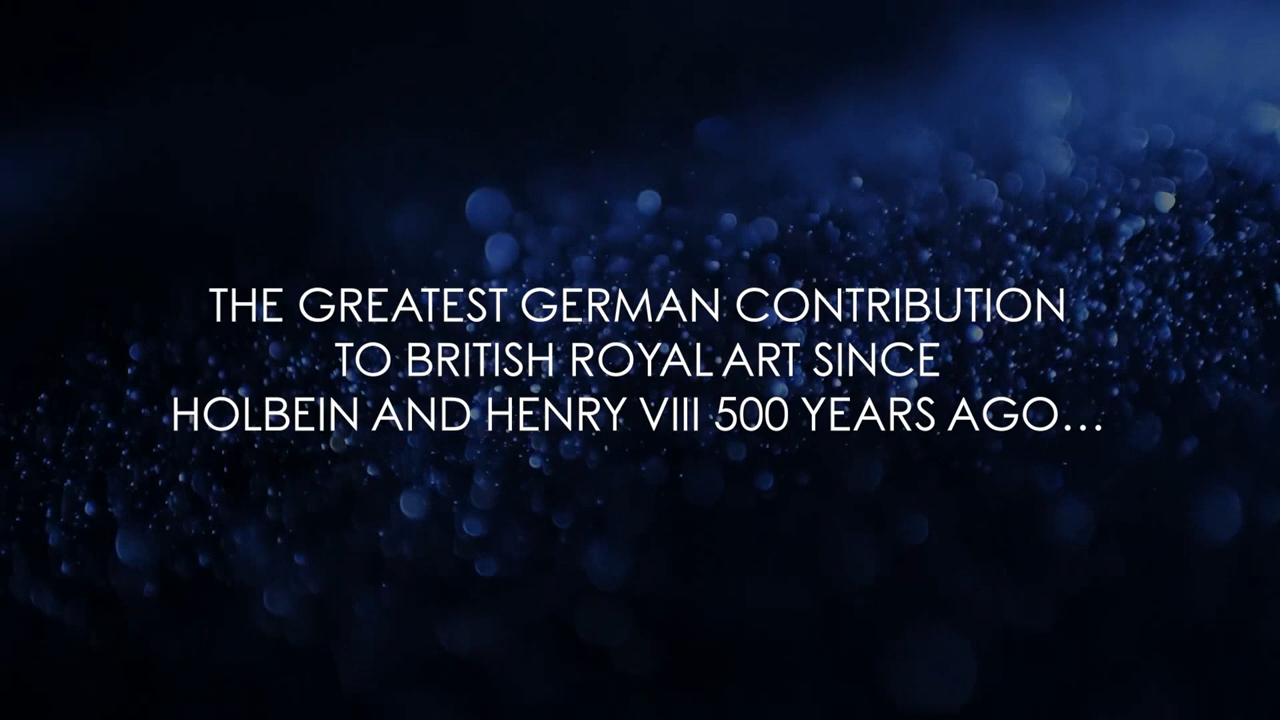 THE GREATEST GERMAN CONTRIBUTION
TO BRITISH ROYAL ART SINCE
HOLBEIN AND HENRY VIII 500 YEARS AGO...